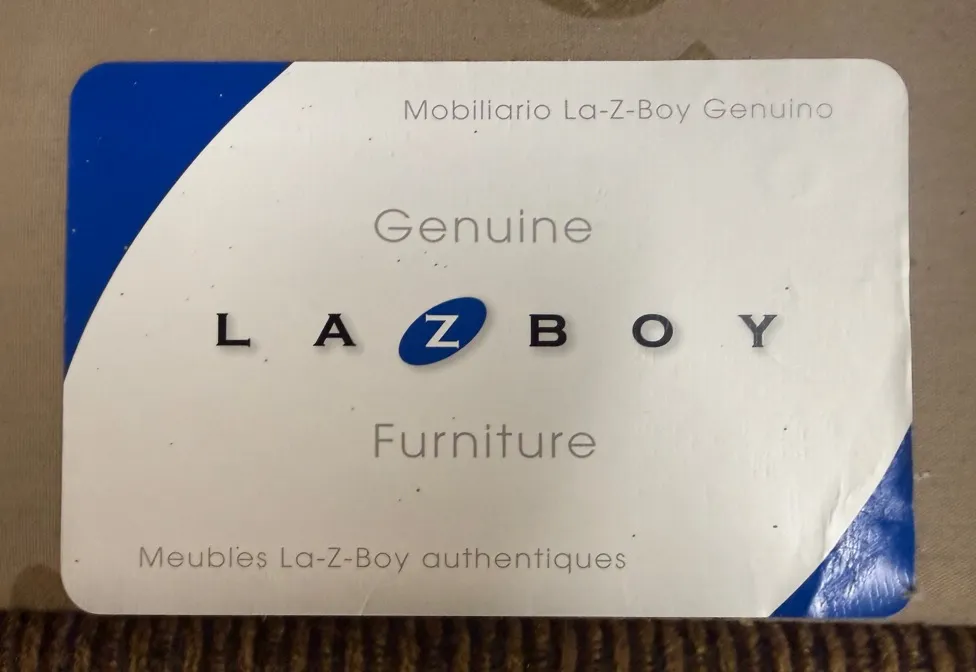 Mobiliario La-Z-Boy Genuino
Genuine
LAZBOY
Furniture
Meubles La-Z-Boy authentiques